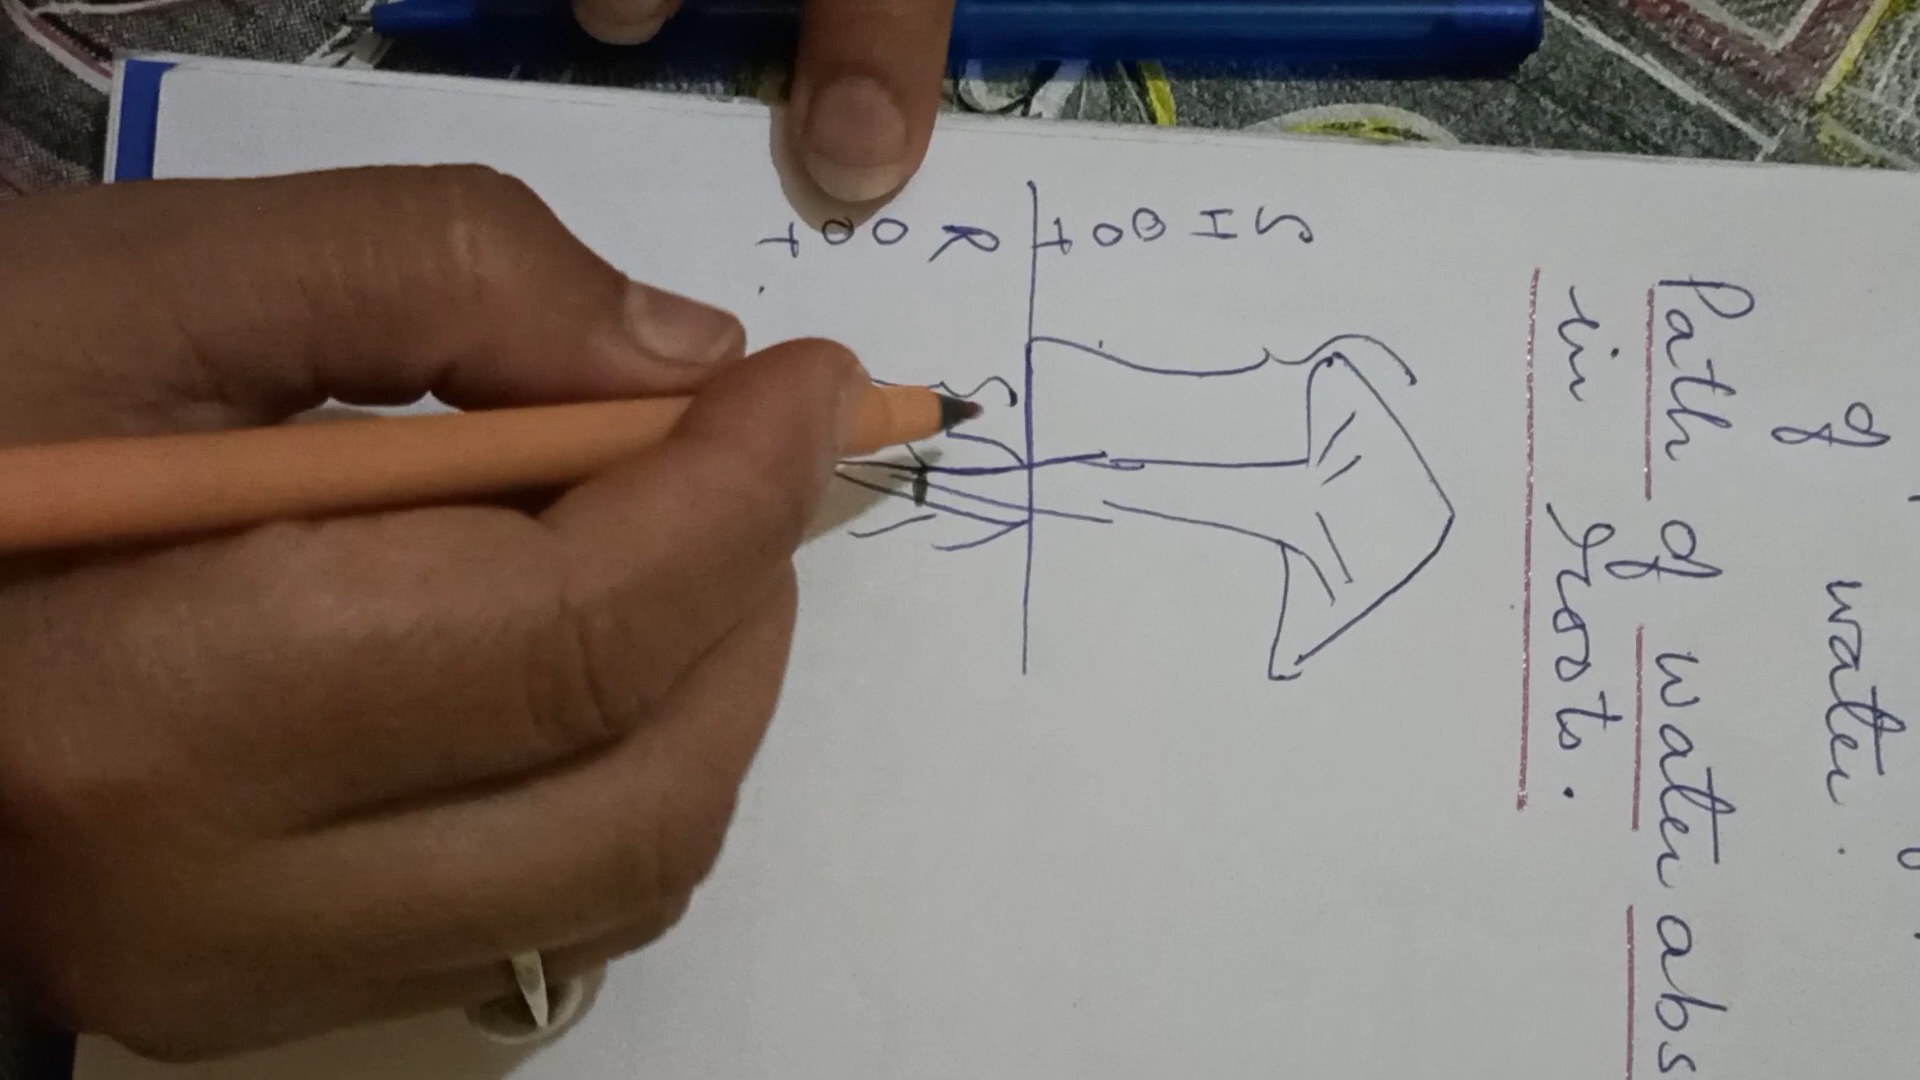 of water.
Path of water abs
in roots.
SHOOT
ROOT